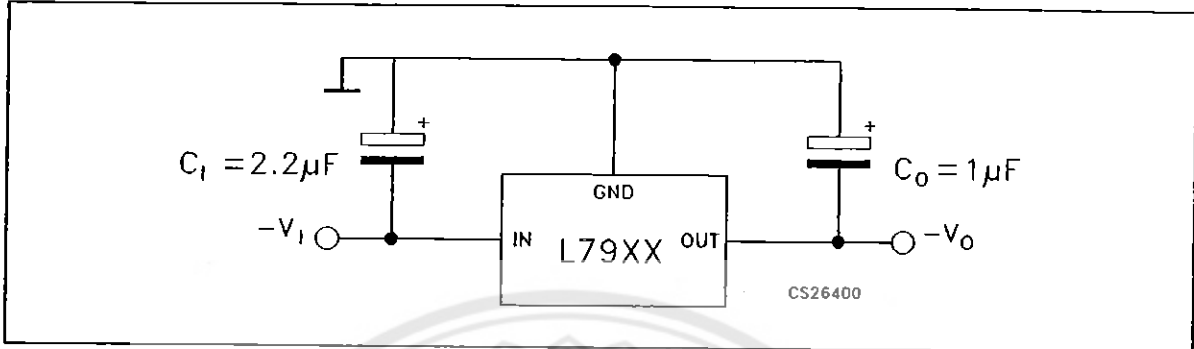 +
+
C_I = 2.2µF
C_O = 1µF
GND
-V_I
IN
L79XX
OUT
-V_O
CS26400